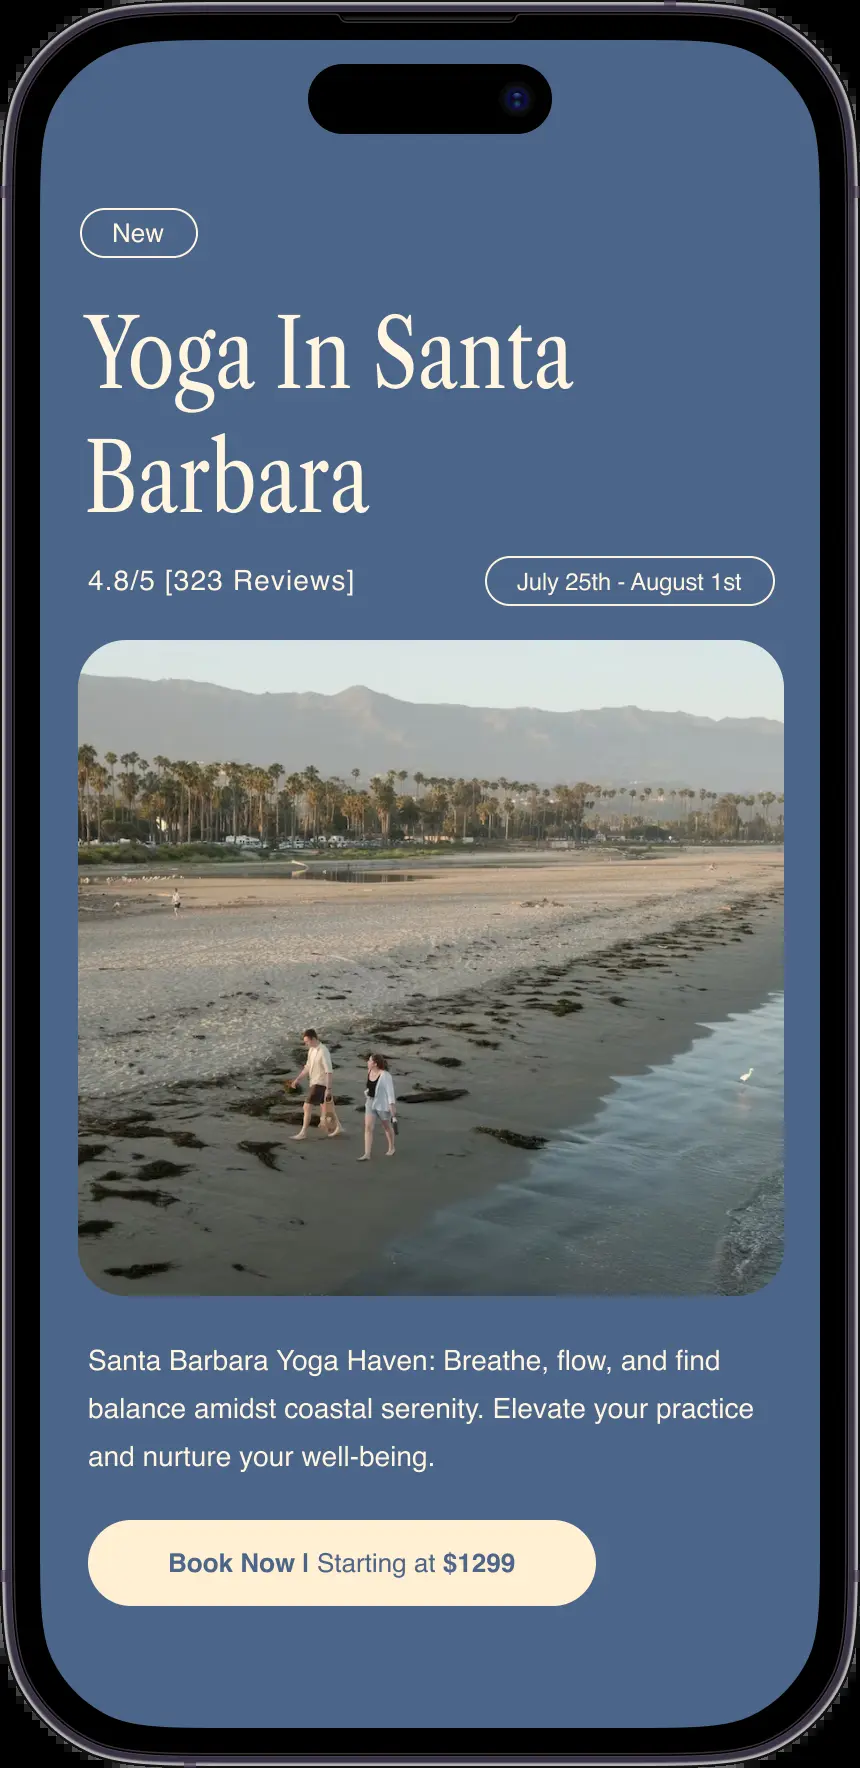 New
Yoga In Santa
Barbara
4.8/5 [323 Reviews]
July 25th - August 1st
Santa Barbara Yoga Haven: Breathe, flow, and find
balance amidst coastal serenity. Elevate your practice
and nurture your well-being.
Book Now | Starting at $1299